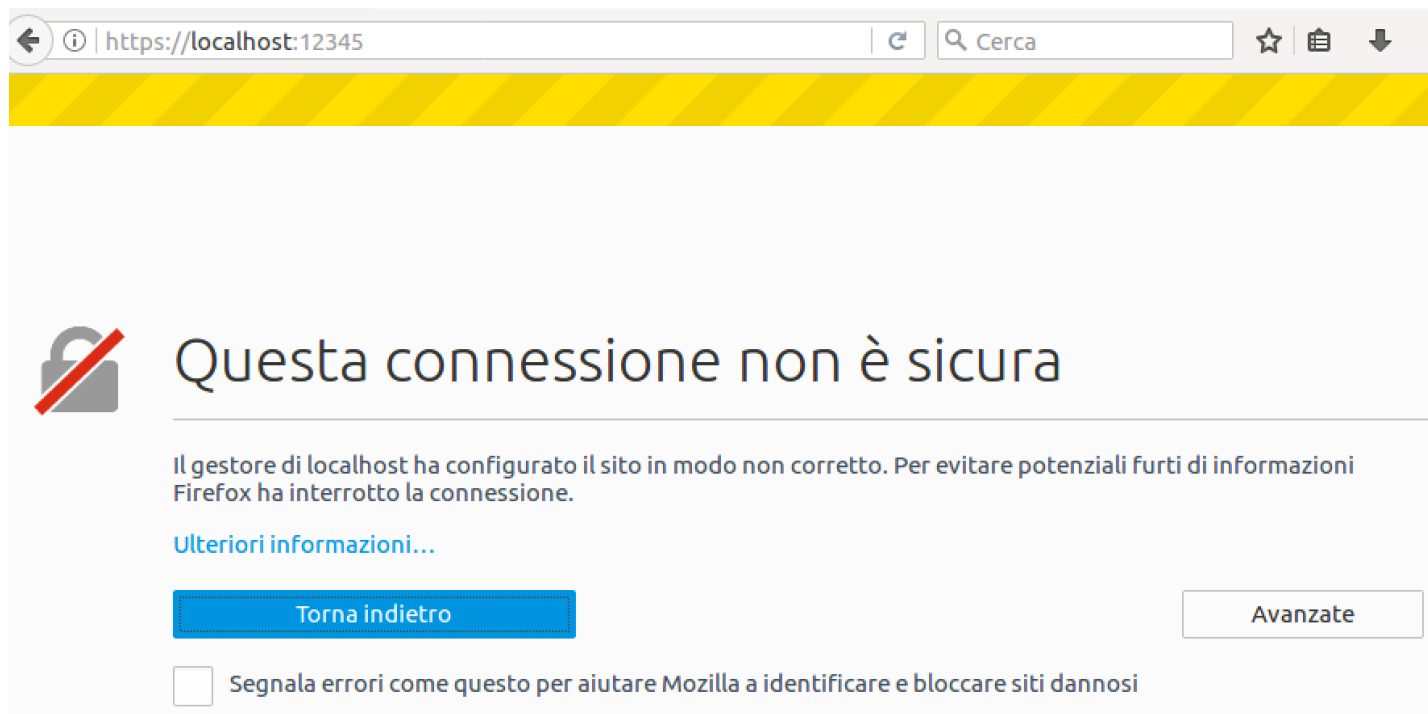 https://localhost:12345
Cerca
Questa connessione non è sicura
Il gestore di localhost ha configurato il sito in modo non corretto. Per evitare potenziali furti di informazioni
Firefox ha interrotto la connessione.
Ulteriori informazioni...
Torna indietro
Avanzate
Segnala errori come questo per aiutare Mozilla a identificare e bloccare siti dannosi